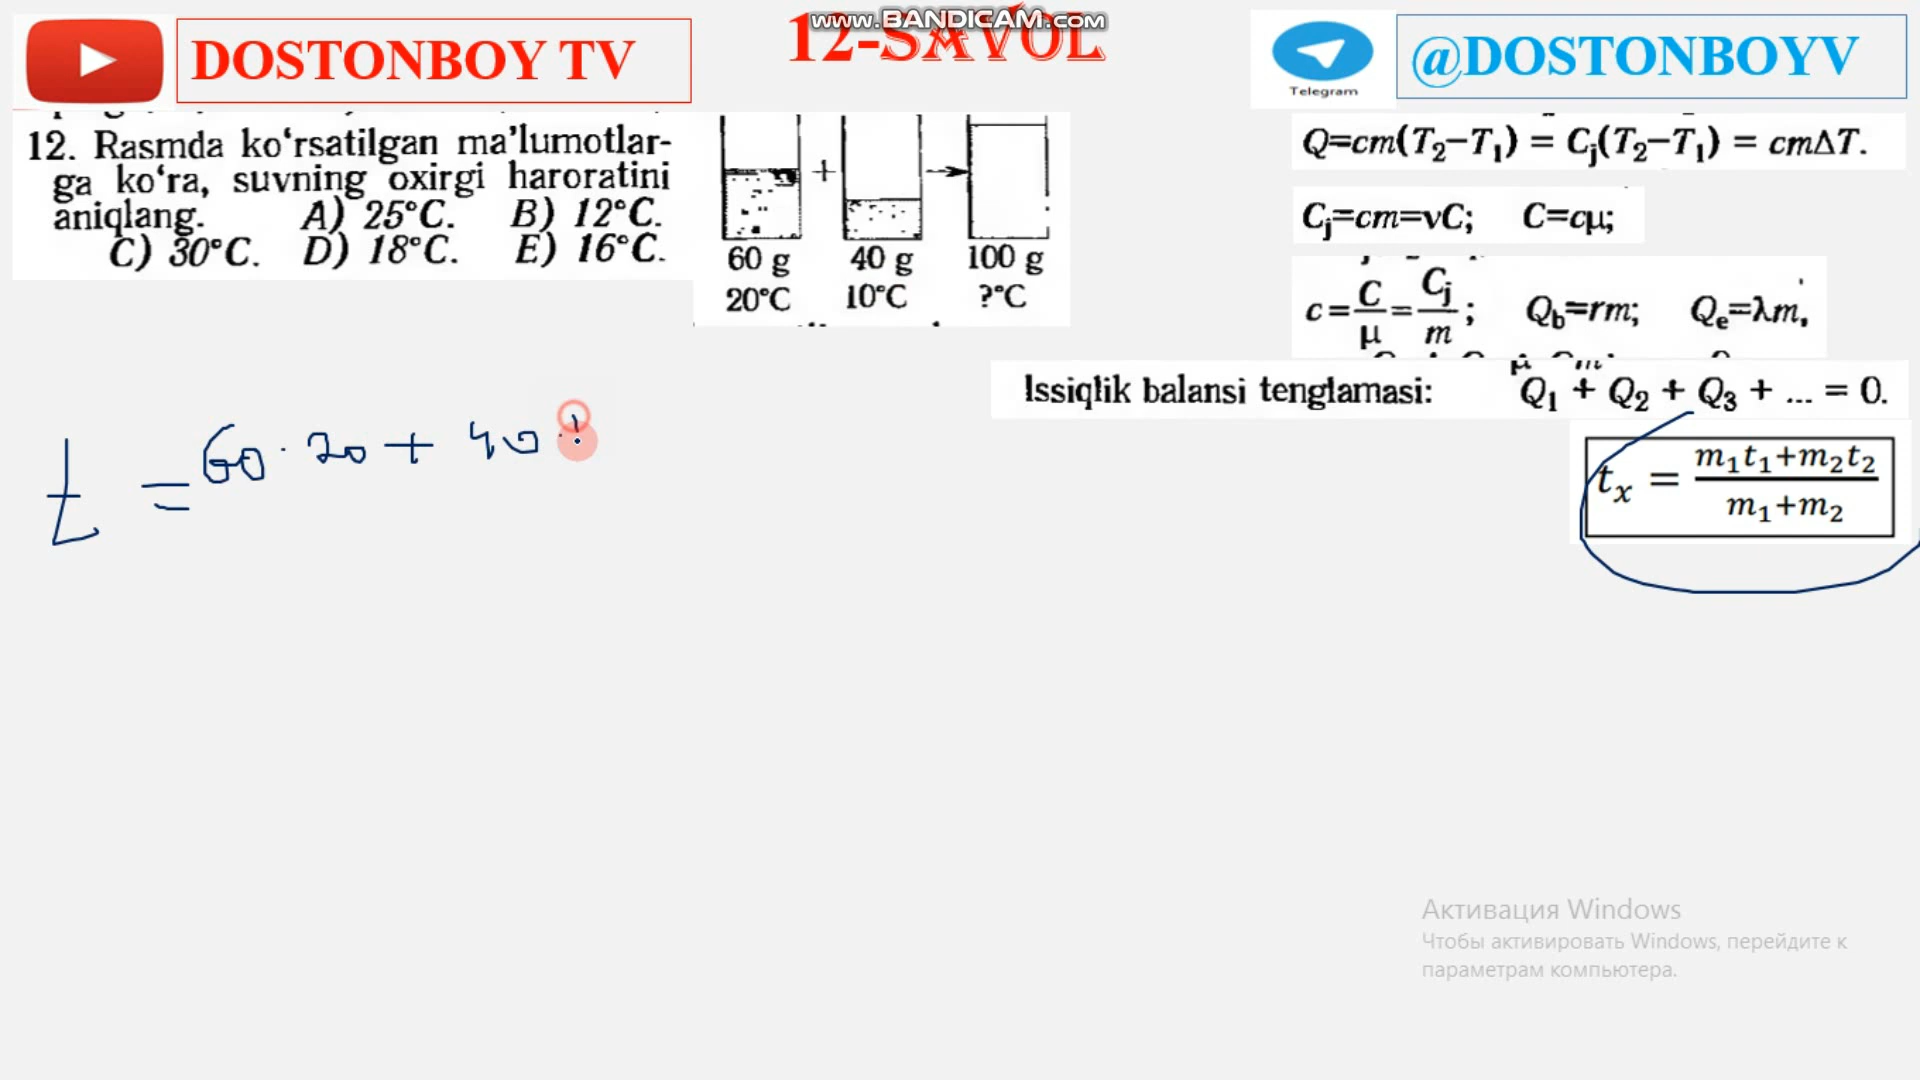 www.BANDICAM.com
DOSTONBOY TV
12-SAVOL
Telegram
@DOSTONBOYV
12. Rasmda ko‘rsatilgan ma’lumotlar-
ga ko‘ra, suvning oxirgi haroratini
aniqlang. A) 25°C. B) 12°C.
C) 30°C. D) 18°C. E) 16°C.
+
60 g 40 g 100 g
20°C 10°C ?°C
Q=cm(T₂−T₁) = Cⱼ(T₂−T₁) = cmΔT.
Cⱼ=cm=νC; C=cμ;
c=C/μ=Cⱼ/m; Q_b=rm; Q_e=λm,
Issiqlik balansi tenglamasi: Q₁ + Q₂ + Q₃ + ... = 0.
tₓ = (m₁t₁+m₂t₂)/(m₁+m₂)
t = 60·20+40·
Активация Windows
Чтобы активировать Windows, перейдите к
параметрам компьютера.